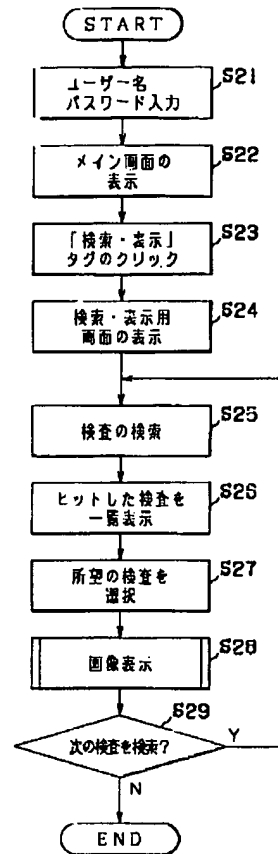 START
ユーザー名
パスワード入力
S21
メイン画面の
表示
S22
「検索・表示」
タグのクリック
S23
検索・表示用
画面の表示
S24
検査の検索
S25
ヒットした検査を
一覧表示
S26
所望の検査を
選択
S27
画像表示
S28
S29
次の検査を検索?
Y
N
END